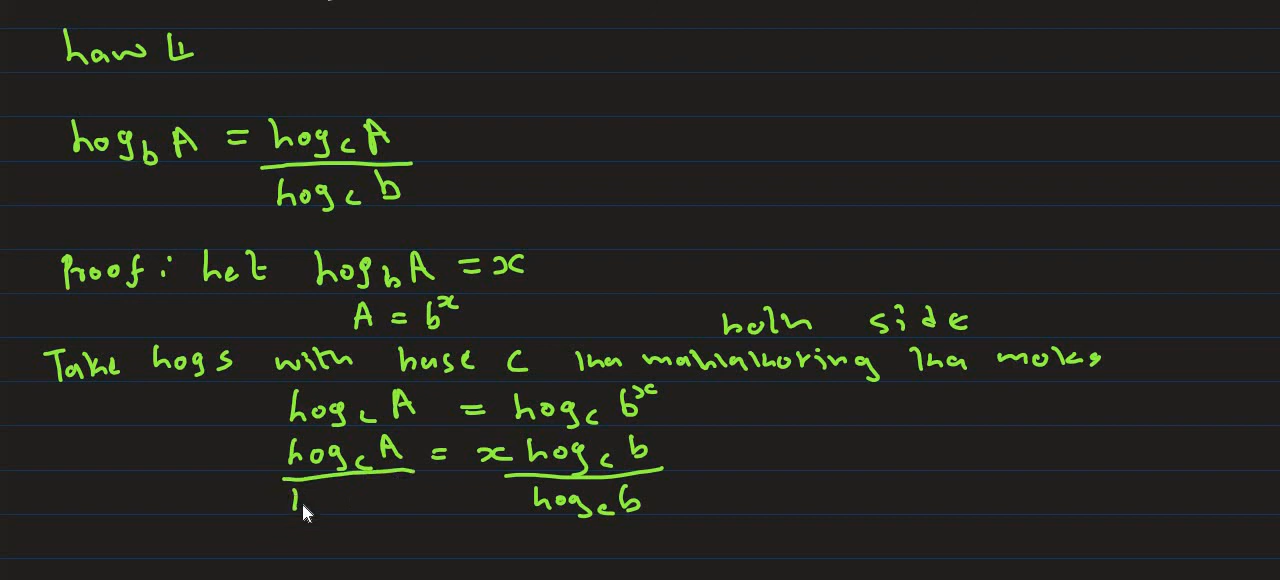 Law 4
log_b A = log_c A / log_c b
Proof : Let log_b A = x
A = b^x
both side
Take logs with base c
log_c A = log_c b^x
log_c A = x log_c b
log_c b